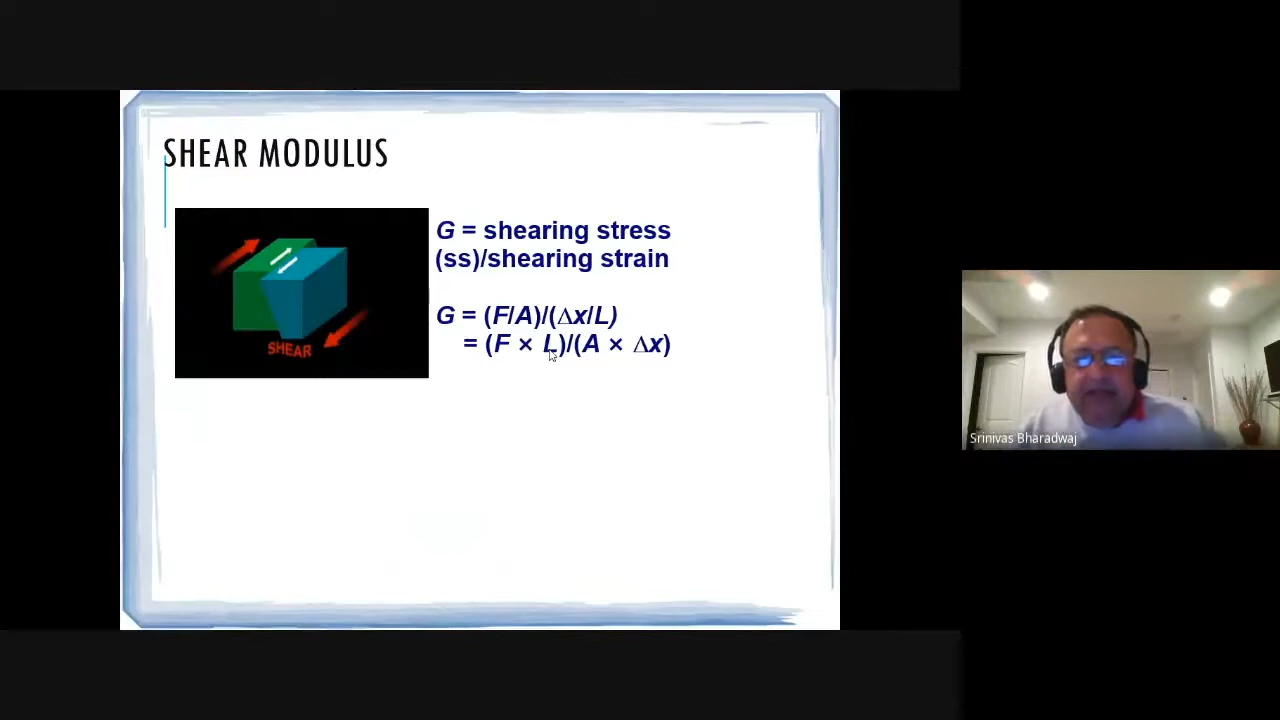 SHEAR MODULUS
G = shearing stress
(ss)/shearing strain
G = (F/A)/(Δx/L)
= (F × L)/(A × Δx)
SHEAR
Srinivas Bharadwaj